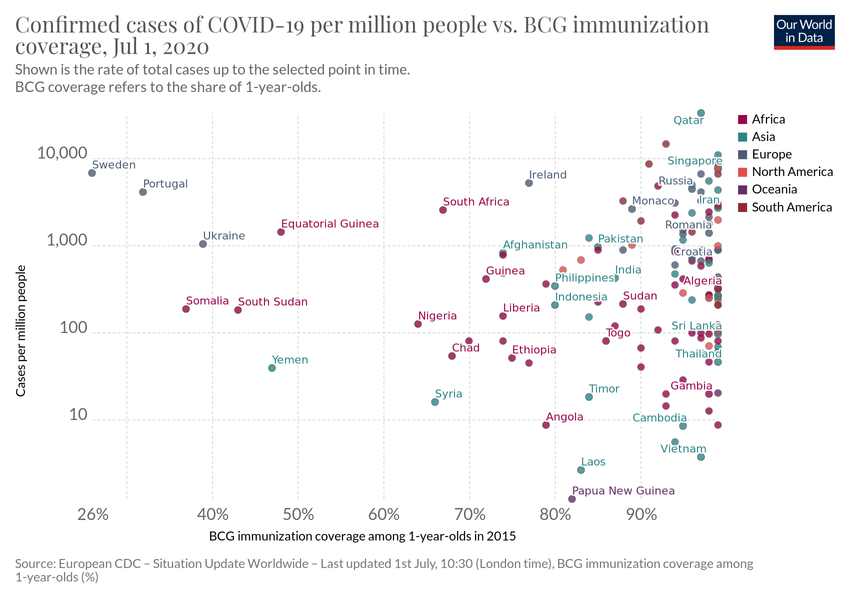 Confirmed cases of COVID-19 per million people vs. BCG immunization
coverage, Jul 1, 2020
Our World
in Data
Shown is the rate of total cases up to the selected point in time.
BCG coverage refers to the share of 1-year-olds.
Qatar
Africa
Asia
Europe
North America
Oceania
South America
10,000
Sweden
Singapore
Portugal
Ireland
Russia
South Africa
Monaco
Iran
Equatorial Guinea
Romania
1,000
Ukraine
Afghanistan
Pakistan
Croatia
Guinea
Philippines
India
Algeria
Somalia
South Sudan
Indonesia
Sudan
Liberia
Nigeria
100
Togo
Sri Lanka
Chad
Ethiopia
Thailand
Yemen
Syria
Timor
Gambia
10
Angola
Cambodia
Vietnam
Laos
Papua New Guinea
Cases per million people
26%
40%
50%
60%
70%
80%
90%
BCG immunization coverage among 1-year-olds in 2015
Source: European CDC – Situation Update Worldwide – Last updated 1st July, 10:30 (London time), BCG immunization coverage among
1-year-olds (%)